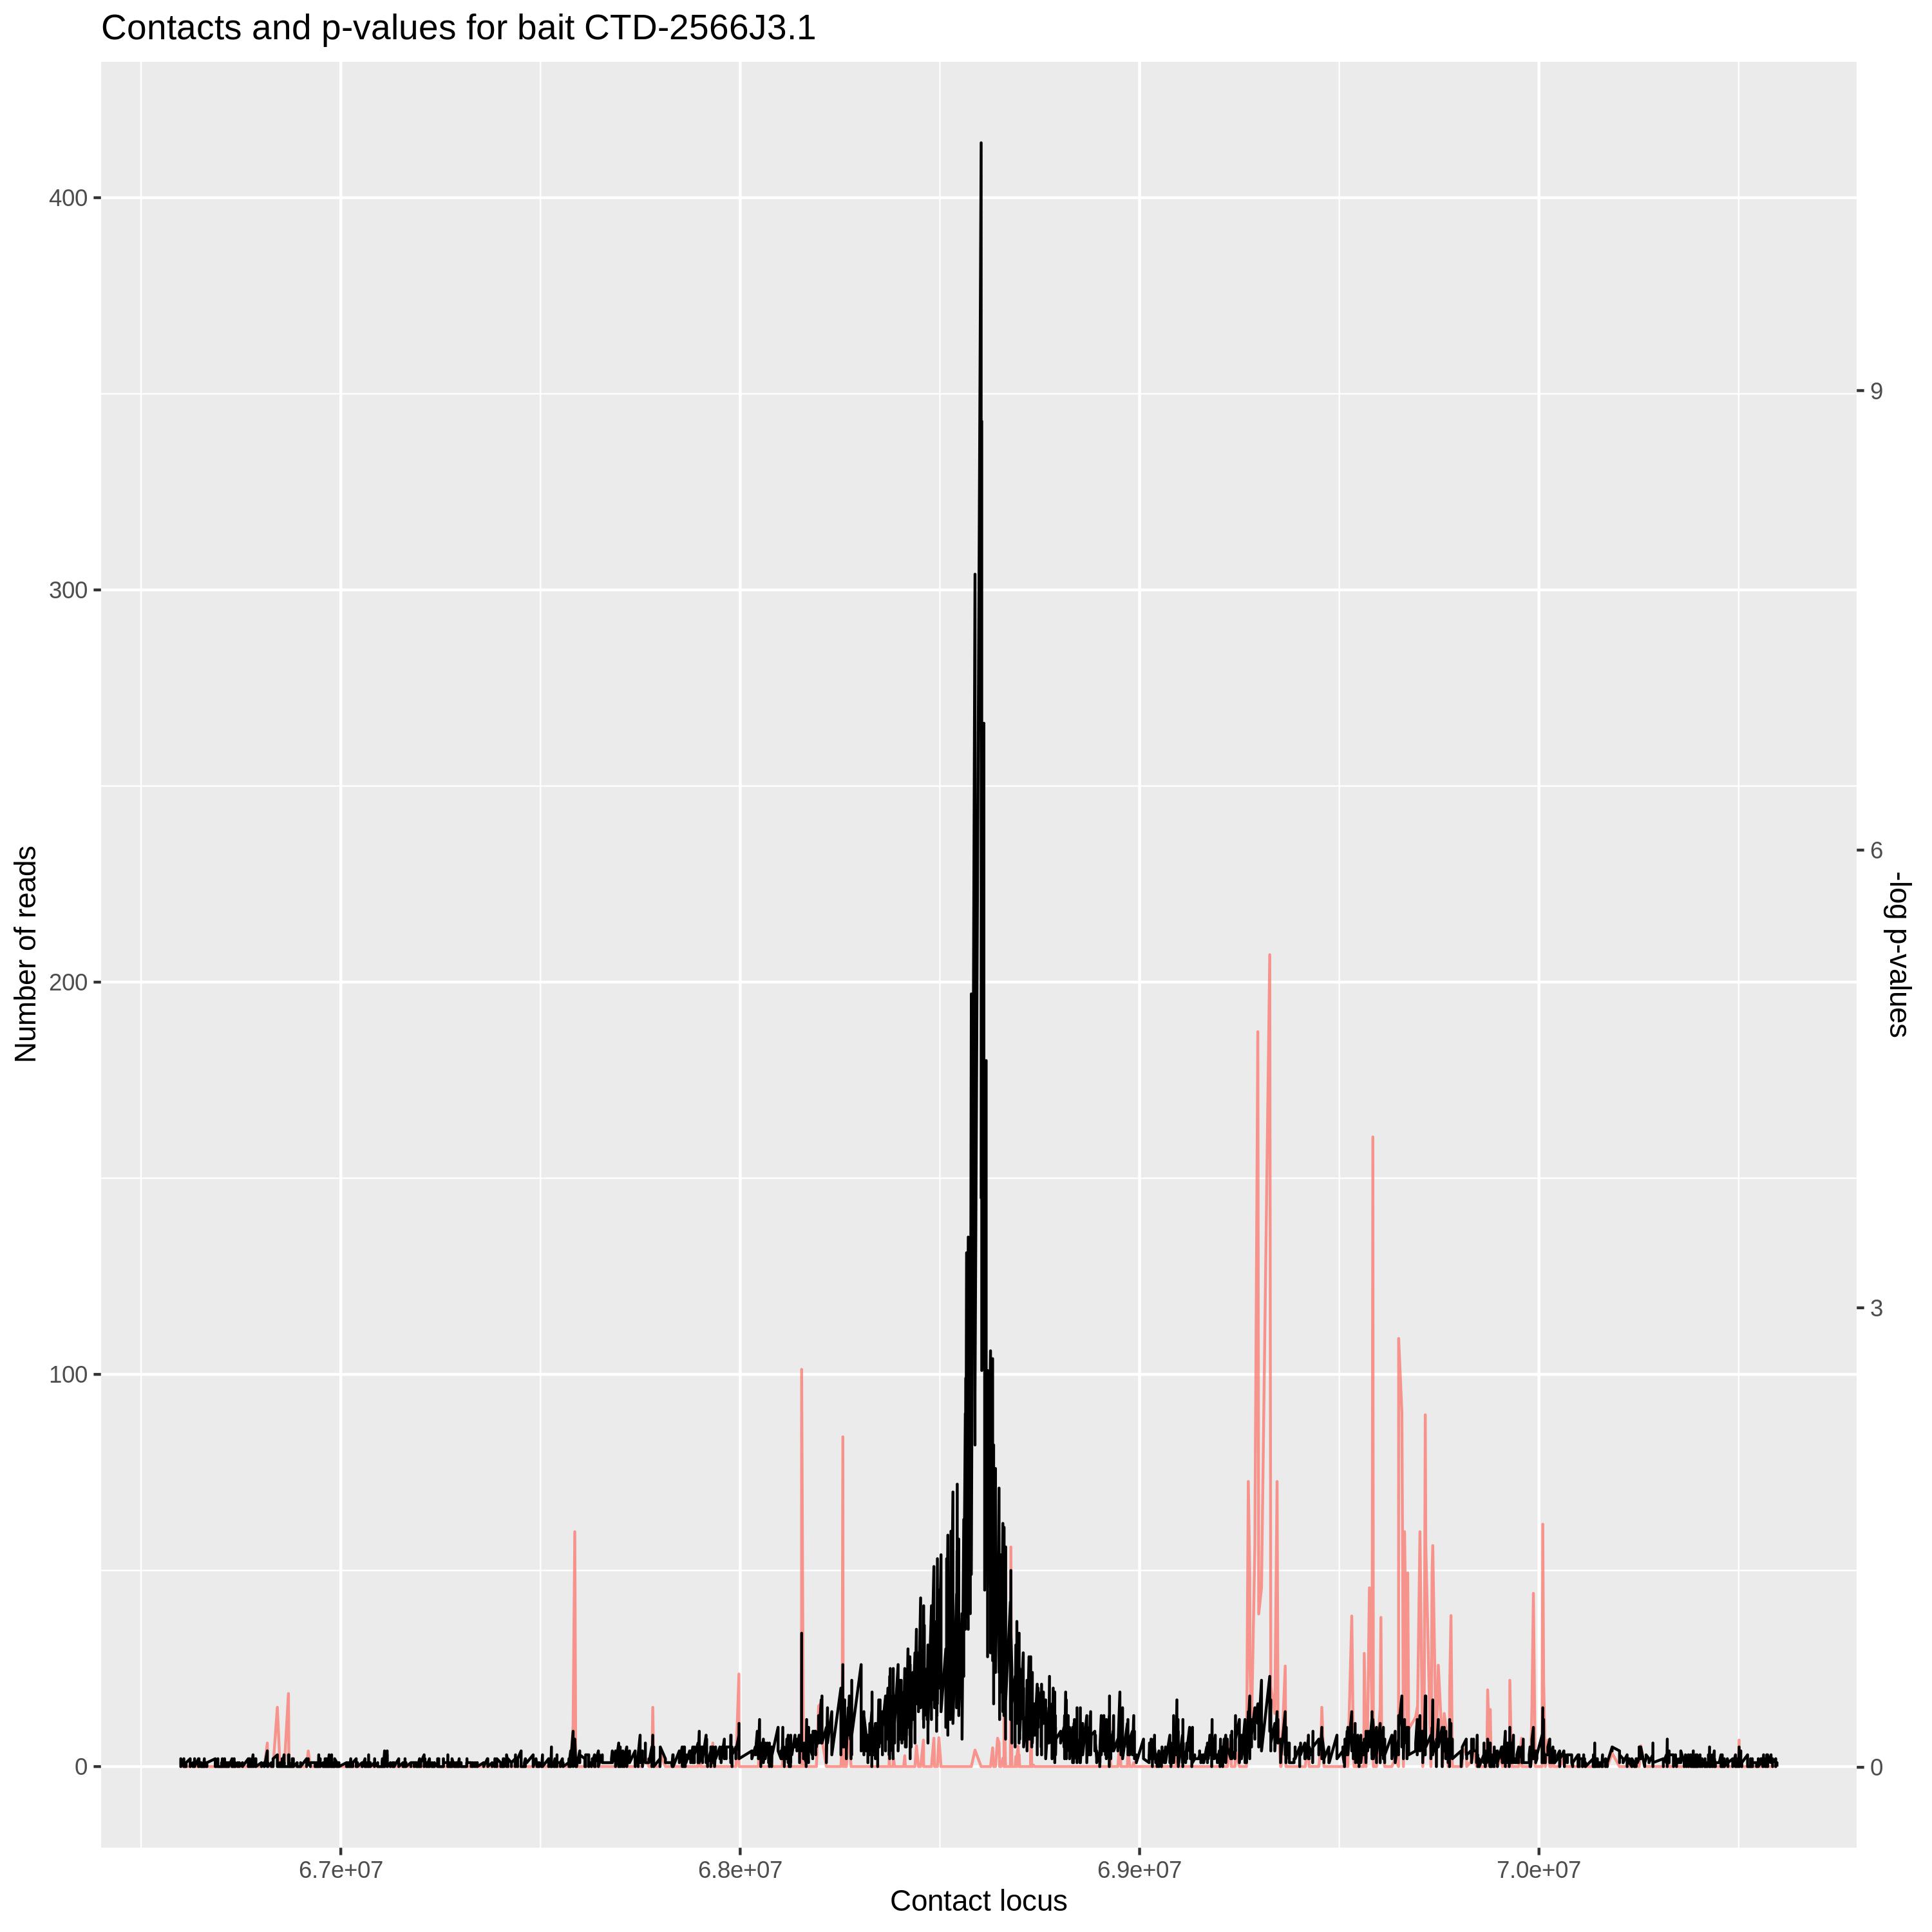 Contacts and p-values for bait CTD-2566J3.1
400
300
200
100
0
Number of reads
9
6
3
0
-log p-values
6.7e+07
6.8e+07
6.9e+07
7.0e+07
Contact locus